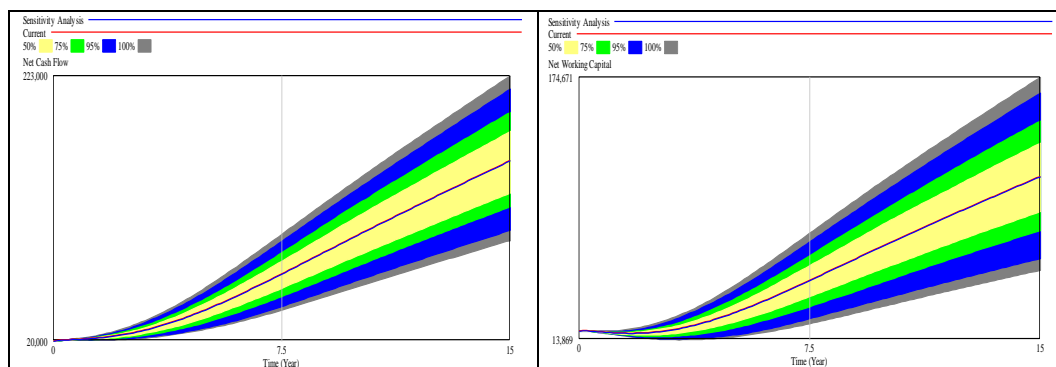 Sensitivity Analysis
Current
50% 75% 95% 100%
Net Cash Flow
223,000
20,000
0 7.5 15
Time (Year)
Sensitivity Analysis
Current
50% 75% 95% 100%
Net Working Capital
174,671
13,869
0 7.5 15
Time (Year)